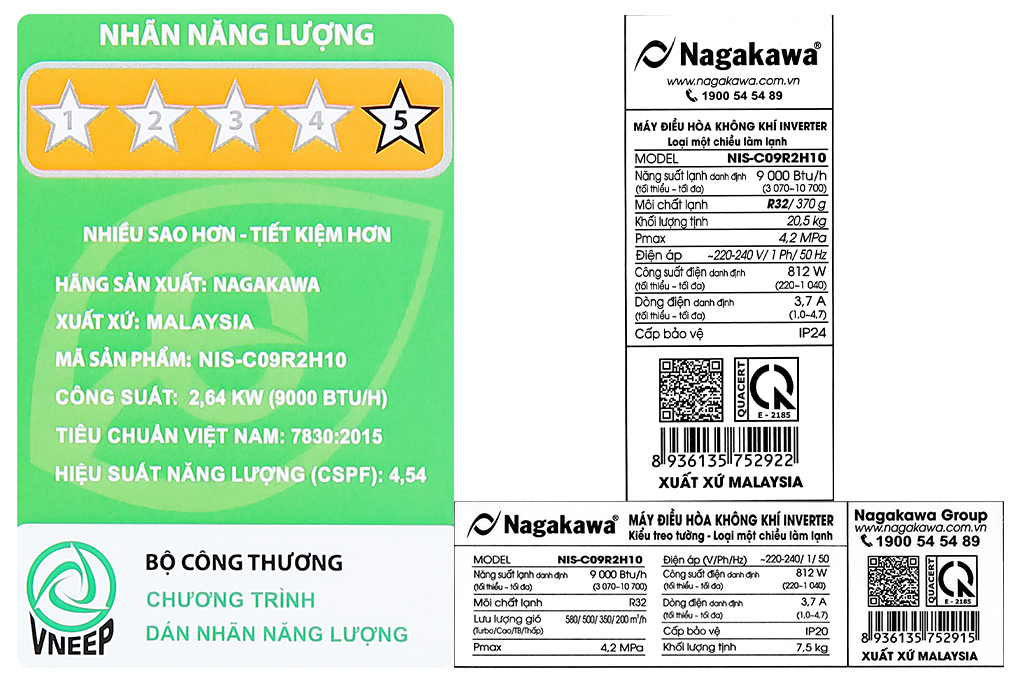 NHÃN NĂNG LƯỢNG
1 2 3 4 5
NHIỀU SAO HƠN - TIẾT KIỆM HƠN
HÃNG SẢN XUẤT: NAGAKAWA
XUẤT XỨ: MALAYSIA
MÃ SẢN PHẨM: NIS-C09R2H10
CÔNG SUẤT: 2,64 KW (9000 BTU/H)
TIÊU CHUẨN VIỆT NAM: 7830:2015
HIỆU SUẤT NĂNG LƯỢNG (CSPF): 4,54
VNEEP
BỘ CÔNG THƯƠNG
CHƯƠNG TRÌNH
DÁN NHÃN NĂNG LƯỢNG
Nagakawa®
www.nagakawa.com.vn
1900 54 54 89
MÁY ĐIỀU HÒA KHÔNG KHÍ INVERTER
Loại một chiều làm lạnh
MODEL NIS-C09R2H10
Năng suất lạnh danh định 9 000 Btu/h
(tối thiểu ~ tối đa) (3 070~10 700)
Môi chất lạnh R32/ 370 g
Khối lượng tịnh 20,5 kg
Pmax 4,2 MPa
Điện áp ~220-240 V/ 1 Ph/ 50 Hz
Công suất điện danh định 812 W
(tối thiểu ~ tối đa) (220~1 040)
Dòng điện danh định 3,7 A
(tối thiểu ~ tối đa) (1.0~4.7)
Cấp bảo vệ IP24
QUACERT
E - 2185
8 936135 752922
XUẤT XỨ MALAYSIA
Nagakawa®
MÁY ĐIỀU HÒA KHÔNG KHÍ INVERTER
Kiểu treo tường - Loại một chiều làm lạnh
MODEL NIS-C09R2H10
Năng suất lạnh danh định 9 000 Btu/h
(tối thiểu ~ tối đa) (3 070~10 700)
Môi chất lạnh R32
Lưu lượng gió 580/ 500/ 350/ 200 m³/h
(Turbo/Cao/TB/Thấp)
Pmax 4,2 MPa
Điện áp (V/Ph/Hz) ~220-240/ 1/ 50
Công suất điện danh định 812 W
(tối thiểu ~ tối đa) (220~1 040)
Dòng điện danh định 3,7 A
(tối thiểu ~ tối đa) (1.0~4.7)
Cấp bảo vệ IP20
Khối lượng tịnh 7,5 kg
Nagakawa Group
www.nagakawa.com.vn
1900 54 54 89
QUACERT
E - 2185
8 936135 752915
XUẤT XỨ MALAYSIA